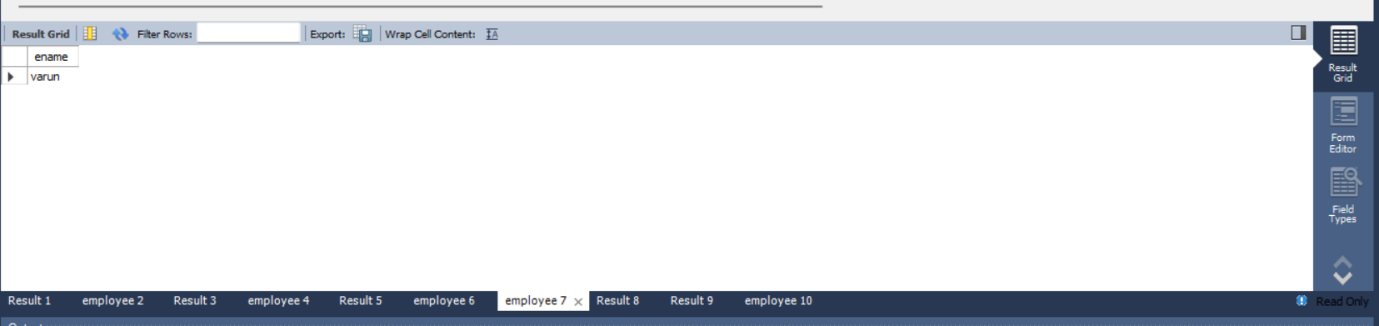 Result Grid Filter Rows: Export: Wrap Cell Content: IA
ename
varun
Result
Grid
Form
Editor
Field
Types
Result 1 employee 2 Result 3 employee 4 Result 5 employee 6 employee 7 × Result 8 Result 9 employee 10 Read Only